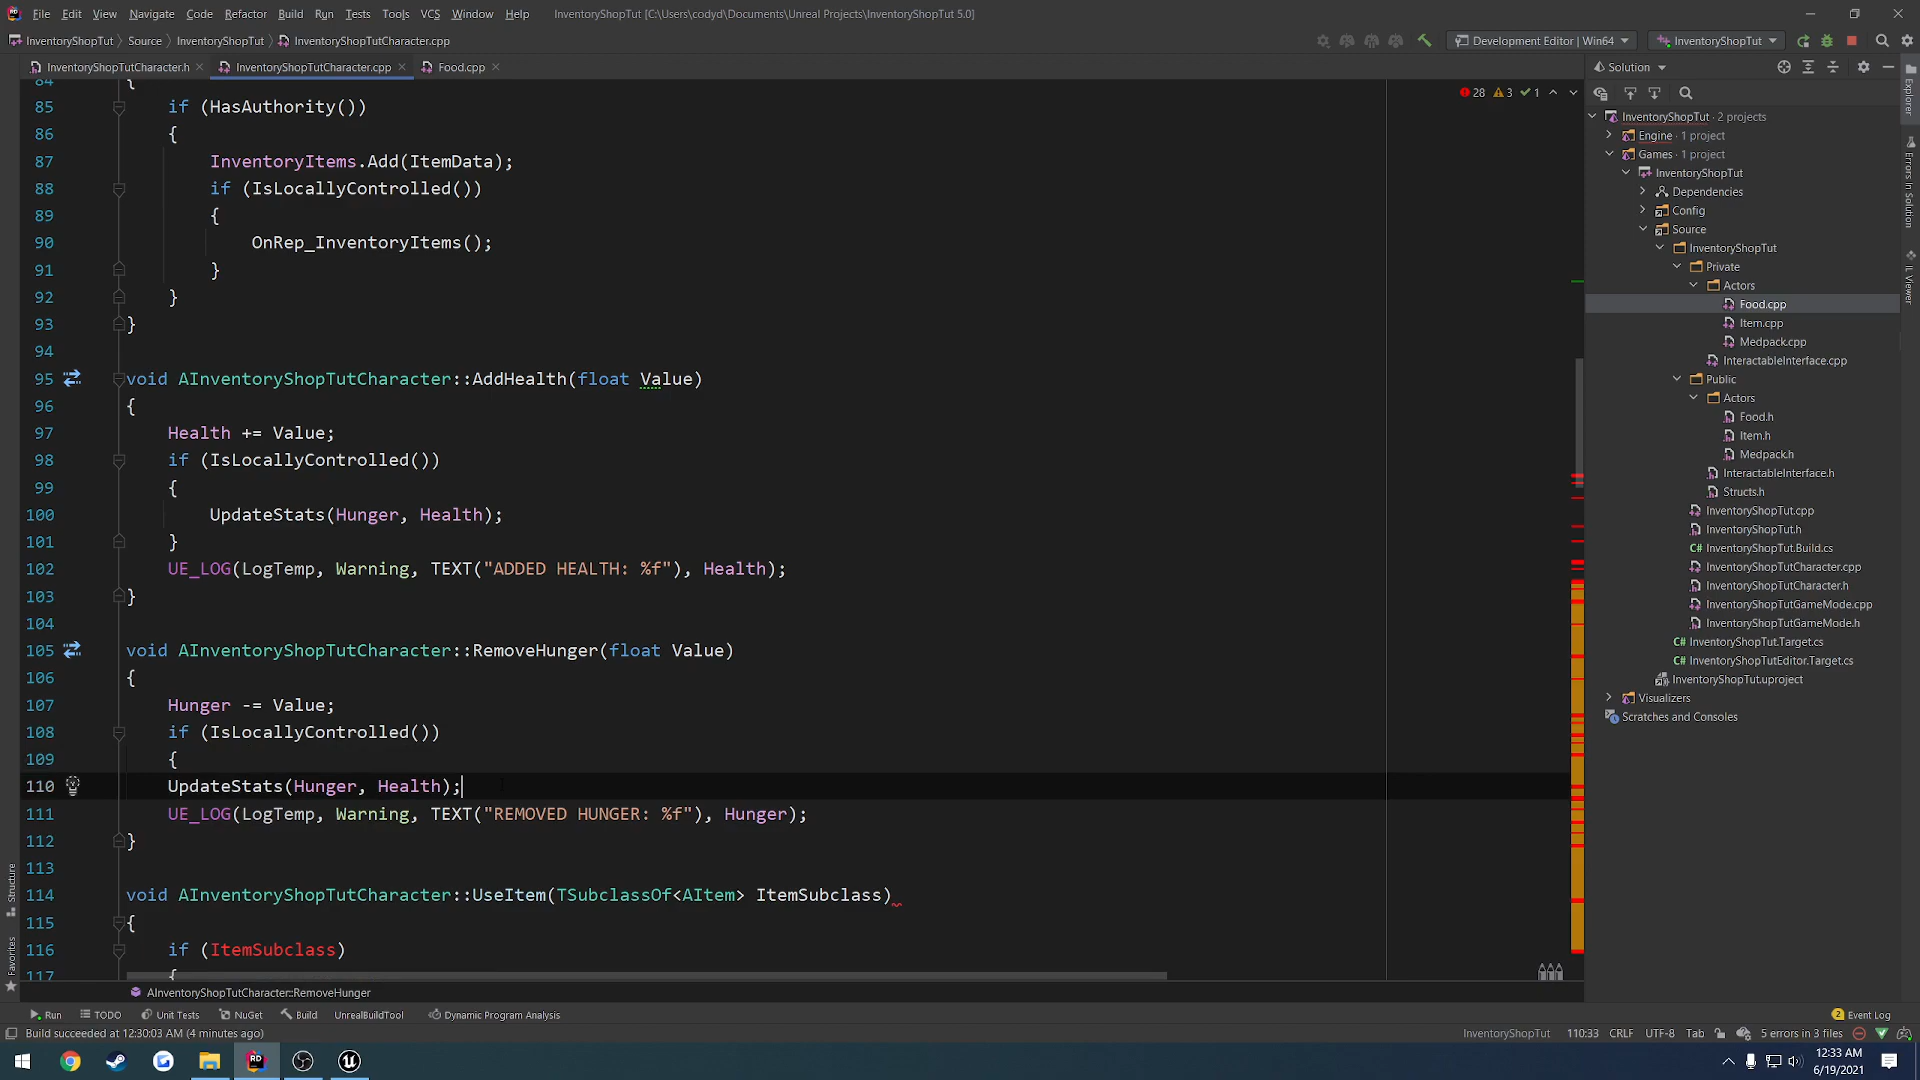 File Edit View Navigate Code Refactor Build Run Tests Tools VCS Window Help InventoryShopTut [C:\Users\codyd\Documents\Unreal Projects\InventoryShopTut 5.0]
InventoryShopTut Source InventoryShopTut InventoryShopTutCharacter.cpp Development Editor | Win64 InventoryShopTut
InventoryShopTutCharacter.h InventoryShopTutCharacter.cpp Food.cpp
28 3 1
84 {
85 if (HasAuthority())
86 {
87 InventoryItems.Add(ItemData);
88 if (IsLocallyControlled())
89 {
90 OnRep_InventoryItems();
91 }
92 }
93 }
94
95 void AInventoryShopTutCharacter::AddHealth(float Value)
96 {
97 Health += Value;
98 if (IsLocallyControlled())
99 {
100 UpdateStats(Hunger, Health);
101 }
102 UE_LOG(LogTemp, Warning, TEXT("ADDED HEALTH: %f"), Health);
103 }
104
105 void AInventoryShopTutCharacter::RemoveHunger(float Value)
106 {
107 Hunger -= Value;
108 if (IsLocallyControlled())
109 {
110 UpdateStats(Hunger, Health);
111 UE_LOG(LogTemp, Warning, TEXT("REMOVED HUNGER: %f"), Hunger);
112 }
113
114 void AInventoryShopTutCharacter::UseItem(TSubclassOf<AItem> ItemSubclass)
115 {
116 if (ItemSubclass)
117 {
AInventoryShopTutCharacter::RemoveHunger
Solution
InventoryShopTut · 2 projects
Engine · 1 project
Games · 1 project
InventoryShopTut
Dependencies
Config
Source
InventoryShopTut
Private
Actors
Food.cpp
Item.cpp
Medpack.cpp
InteractableInterface.cpp
Public
Actors
Food.h
Item.h
Medpack.h
InteractableInterface.h
Structs.h
InventoryShopTut.cpp
InventoryShopTut.h
C# InventoryShopTut.Build.cs
InventoryShopTutCharacter.cpp
InventoryShopTutCharacter.h
InventoryShopTutGameMode.cpp
InventoryShopTutGameMode.h
C# InventoryShopTut.Target.cs
C# InventoryShopTutEditor.Target.cs
InventoryShopTut.uproject
Visualizers
Scratches and Consoles
Explorer
Errors In Solution
IL Viewer
Structure
Favorites
Run TODO Unit Tests NuGet Build UnrealBuildTool Dynamic Program Analysis 2 Event Log
Build succeeded at 12:30:03 AM (4 minutes ago) InventoryShopTut 110:33 CRLF UTF-8 Tab 5 errors in 3 files
12:33 AM
6/19/2021